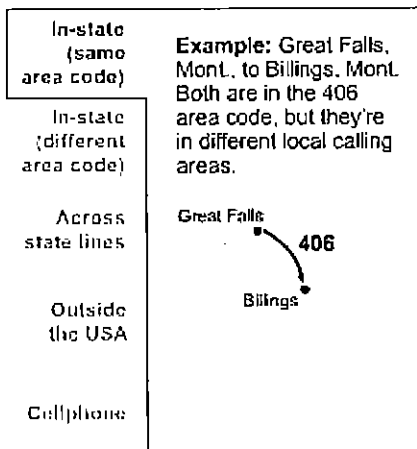 In-state
(same
area code)
In-state
(different
area code)
Across
state lines
Outside
the USA
Cellphone
Example: Great Falls,
Mont., to Billings, Mont.
Both are in the 406
area code, but they're
in different local calling
areas.
Great Falls
406
Billings